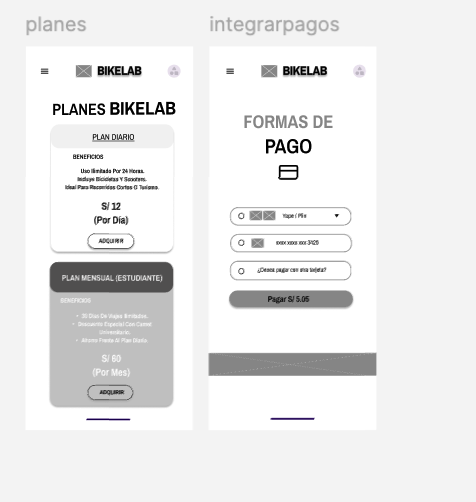 planes
BIKELAB
PLANES BIKELAB
PLAN DIARIO
BENEFICIOS
Uso Ilimitado Por 24 Horas.
Incluye Bicicletas Y Scooters.
Ideal Para Recorridos Cortos O Turismo.
S/ 12
(Por Día)
ADQUIRIR
PLAN MENSUAL (ESTUDIANTE)
BENEFICIOS
• 30 Días De Viajes Ilimitados.
• Descuento Especial Con Carné
Universitario.
• Ahorro Frente Al Plan Diario.
S/ 60
(Por Mes)
ADQUIRIR
integrarpagos
BIKELAB
FORMAS DE
PAGO
Yape / Plin
xxxx xxxx xxx 3425
¿Desea pagar con una tarjeta?
Pagar S/ 5.05